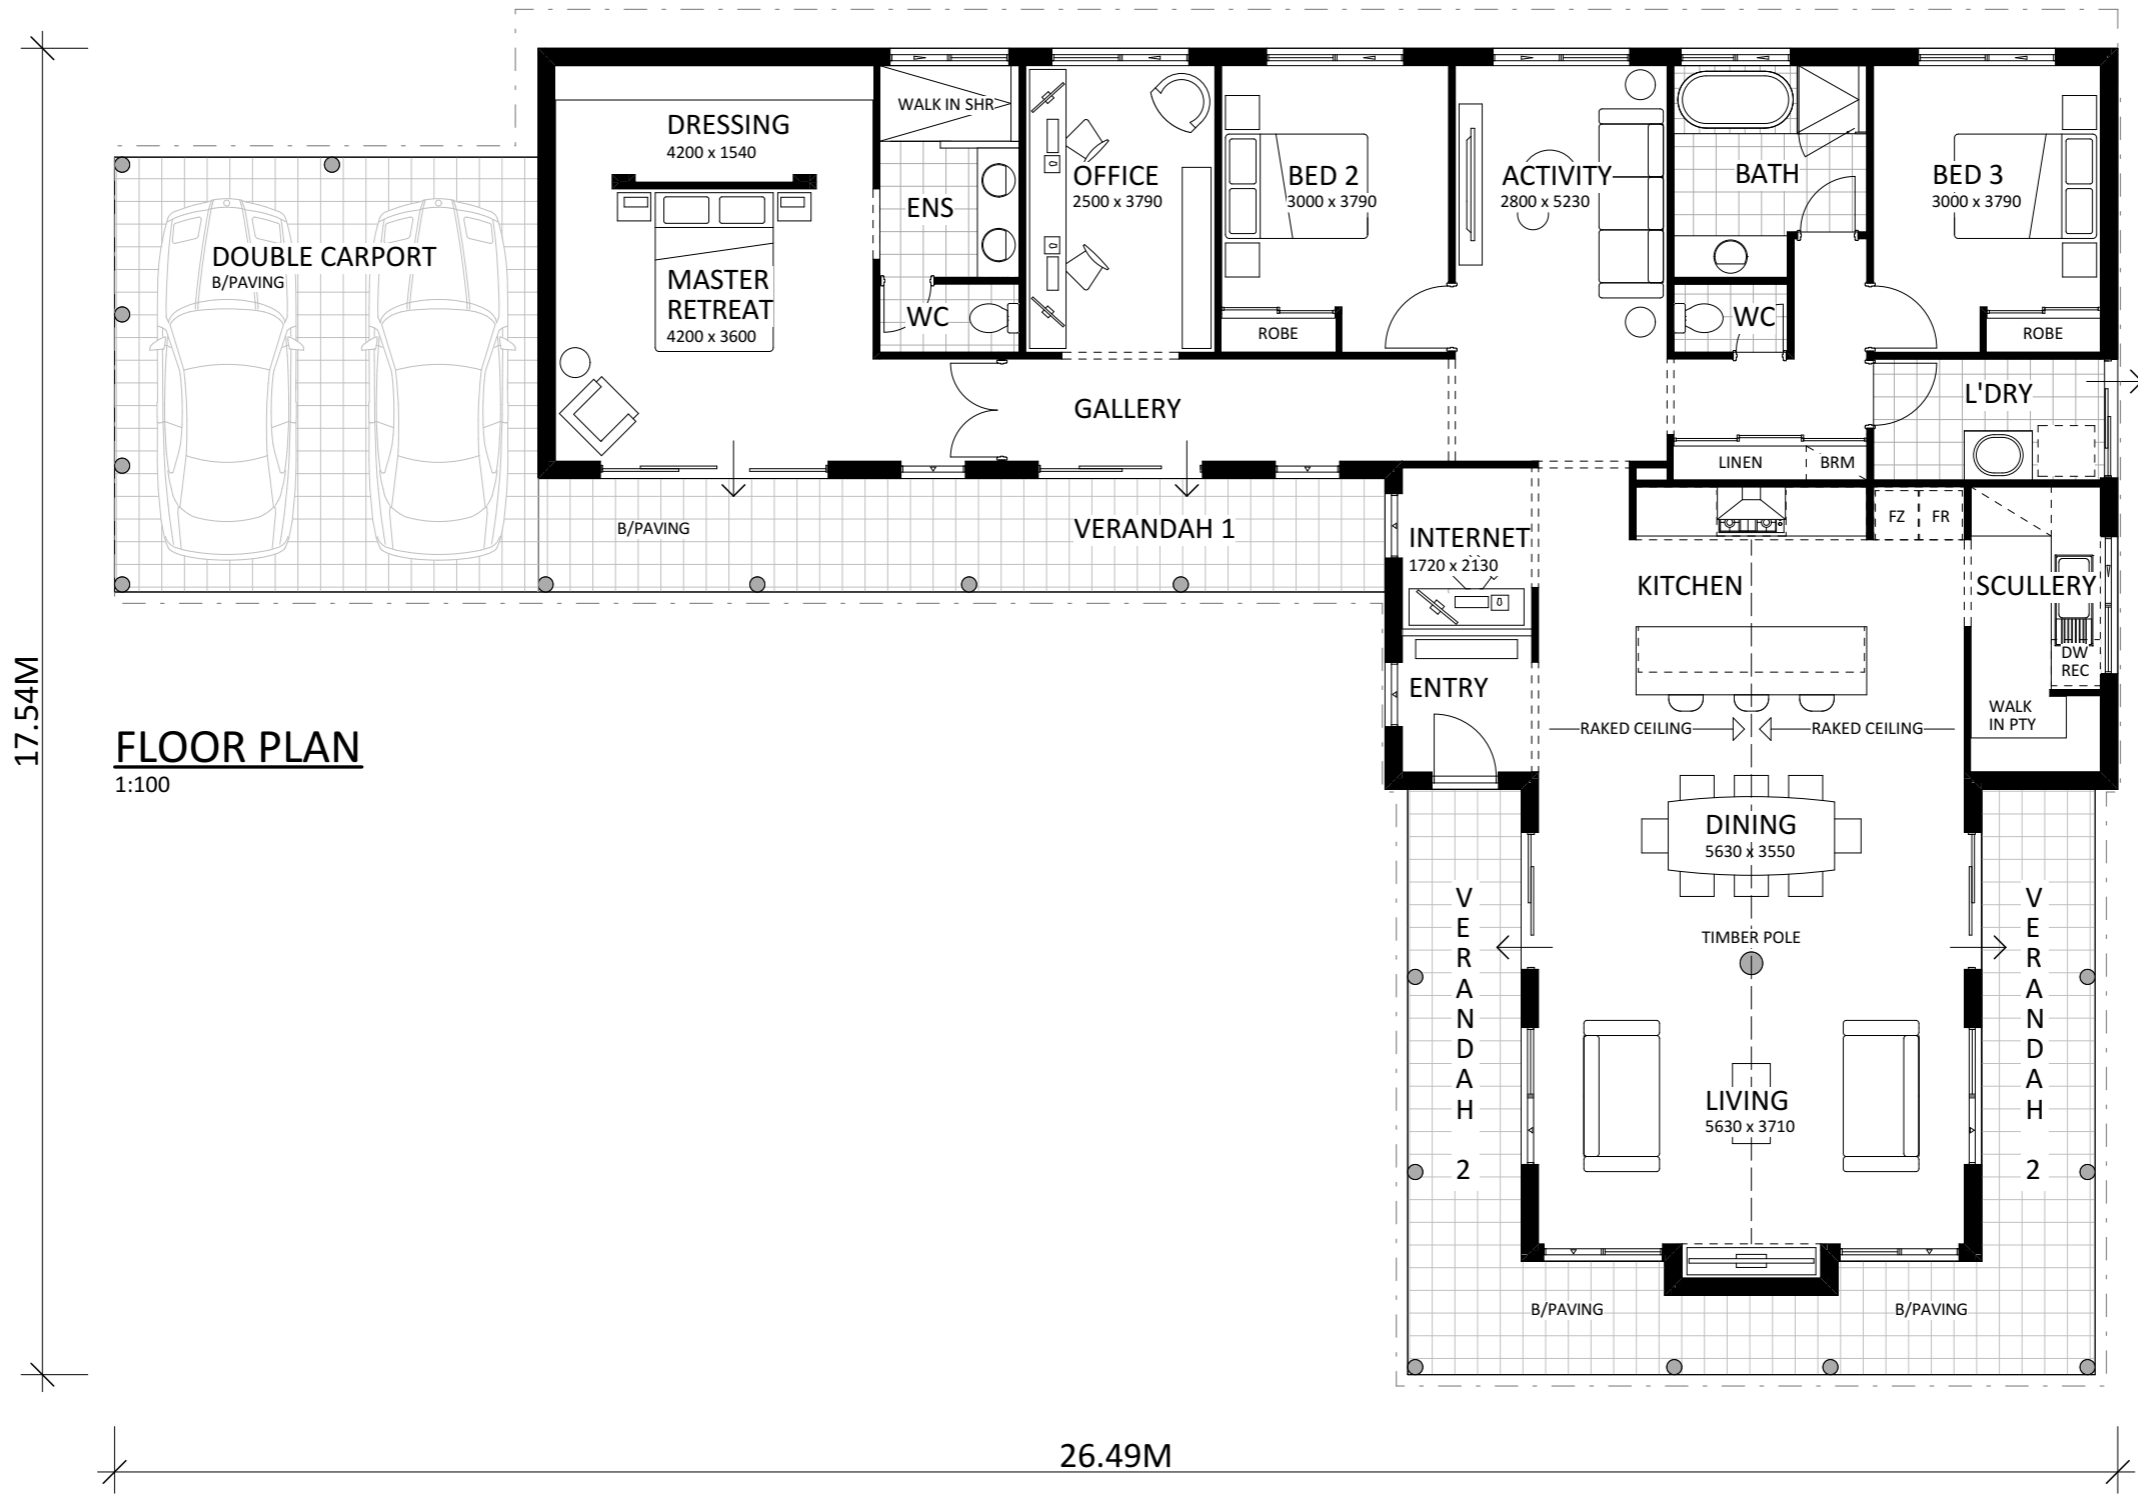 WALK IN SHR
DRESSING
4200 x 1540
OFFICE
2500 x 3790
BED 2
3000 x 3790
ACTIVITY
2800 x 5230
BATH
BED 3
3000 x 3790
ENS
DOUBLE CARPORT
B/PAVING
MASTER
RETREAT
4200 x 3600
WC
ROBE
WC
ROBE
GALLERY
L'DRY
LINEN
BRM
B/PAVING
VERANDAH 1
INTERNET
1720 x 2130
FZ
FR
KITCHEN
SCULLERY
DW
REC
ENTRY
WALK
IN PTY
RAKED CEILING
RAKED CEILING
17.54M
FLOOR PLAN
1:100
DINING
5630 x 3550
TIMBER POLE
VERANDAH 2
VERANDAH 2
LIVING
5630 x 3710
B/PAVING
B/PAVING
26.49M